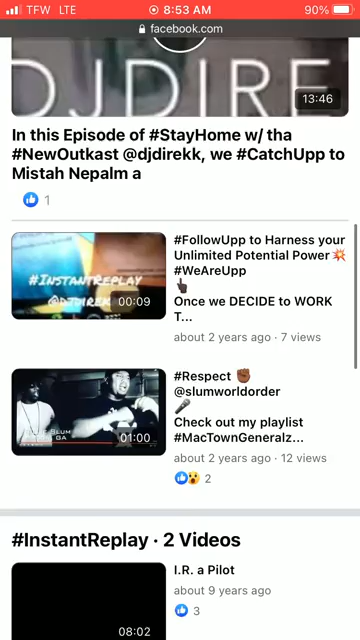 TFW LTE 8:53 AM 90%
facebook.com
DJDIRE
13:46
In this Episode of #StayHome w/ tha
#NewOutkast @djdirekk, we #CatchUpp to
Mistah Nepalm a
1
#INSTANTREPLAY
@DJDIREK
00:09
#FollowUpp to Harness your
Unlimited Potential Power💥
#WeAreUpp
👆🏿
Once we DECIDE to WORK
T...
about 2 years ago · 7 views
SLUM
GA
01:00
#Respect ✊🏾
@slumworldorder
🎤
Check out my playlist
#MacTownGeneralz...
about 2 years ago · 12 views
2
#InstantReplay · 2 Videos
08:02
I.R. a Pilot
about 9 years ago
3